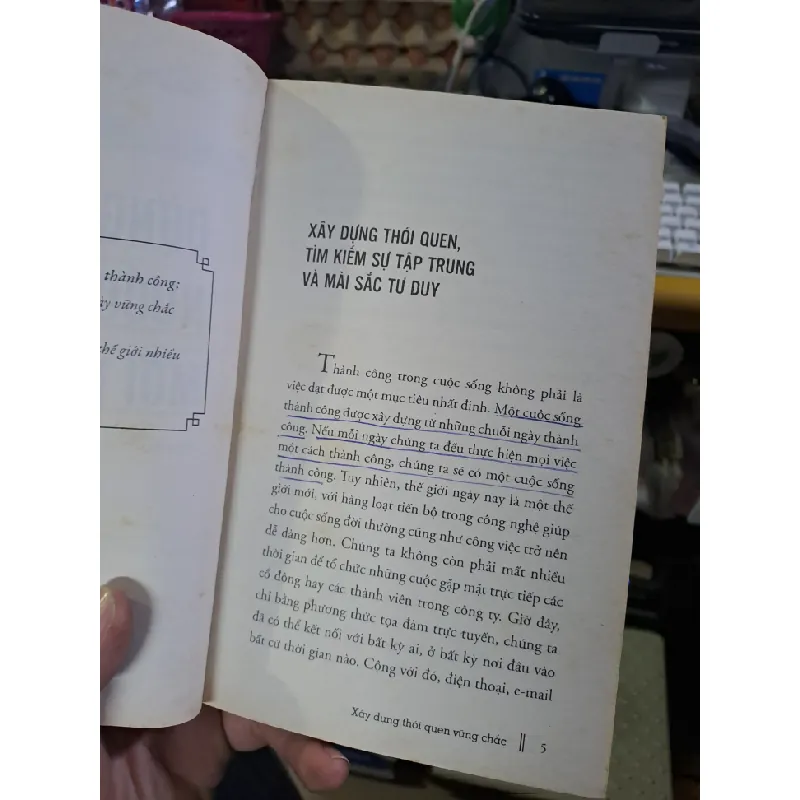 thành công:
vững chắc
thế giới nhiều
XÂY DỰNG THÓI QUEN,
TÌM KIẾM SỰ TẬP TRUNG
VÀ MÀI SẮC TƯ DUY
Thành công trong cuộc sống không phải là
việc đạt được một mục tiêu nhất định. Một cuộc sống
thành công được xây dựng từ những chuỗi ngày thành
công. Nếu mỗi ngày chúng ta đều thực hiện mọi việc
một cách thành công, chúng ta sẽ có một cuộc sống
thành công. Tuy nhiên, thế giới ngày nay là một thế
giới mới, với hàng loạt tiến bộ trong công nghệ giúp
cho cuộc sống đời thường cũng như công việc trở nên
dễ dàng hơn. Chúng ta không còn phải mất nhiều
thời gian để tổ chức những cuộc gặp mặt trực tiếp các
cổ đông hay các thành viên trong công ty. Giờ đây,
chỉ bằng phương thức tọa đàm trực tuyến, chúng ta
đã có thể kết nối với bất kỳ ai, ở bất kỳ nơi đâu vào
bất cứ thời gian nào. Cộng với đó, điện thoại, e-mail
Xây dựng thói quen vững chắc || 5